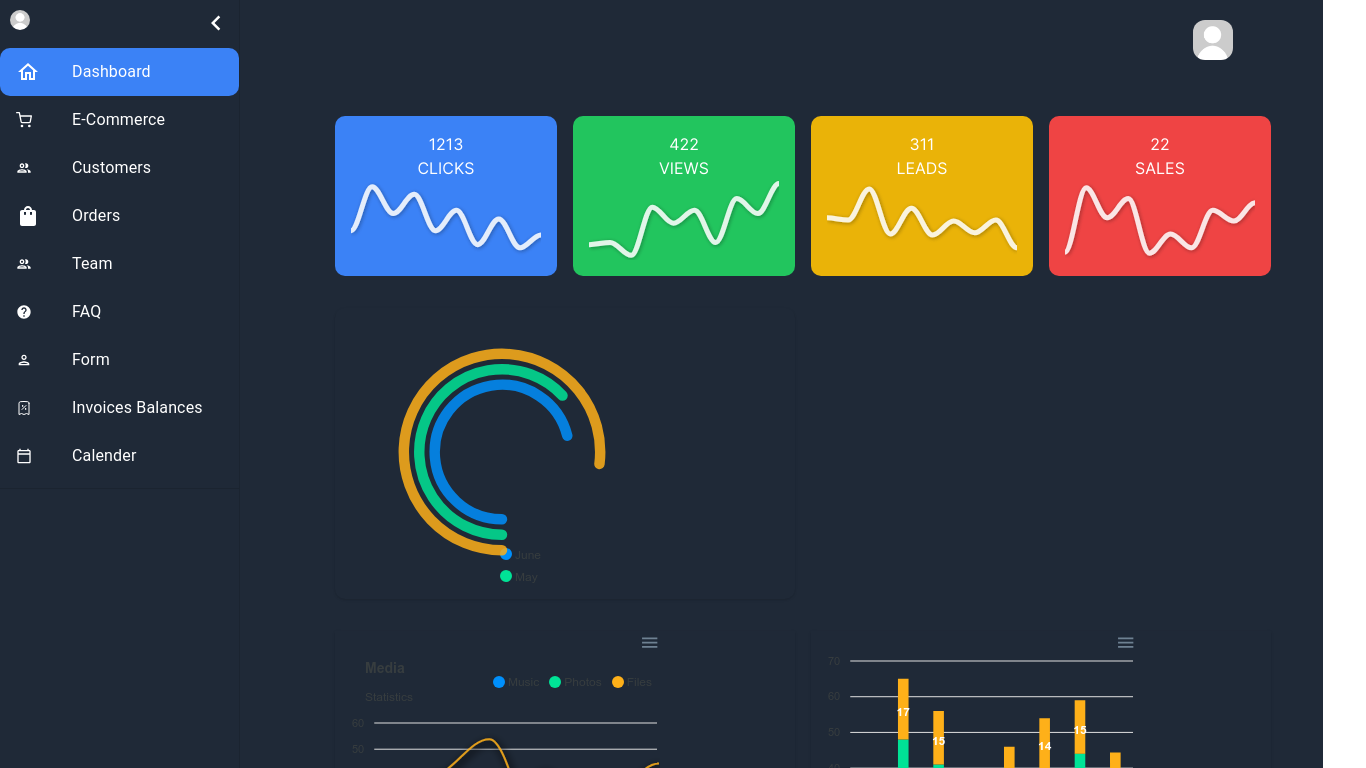 Dashboard
E-Commerce
Customers
Orders
Team
FAQ
Form
Invoices Balances
Calender
1213
CLICKS
422
VIEWS
311
LEADS
22
SALES
June
May
Media
Music Photos Files
Statistics
60
50
70
60
50
40
17
15
14
15